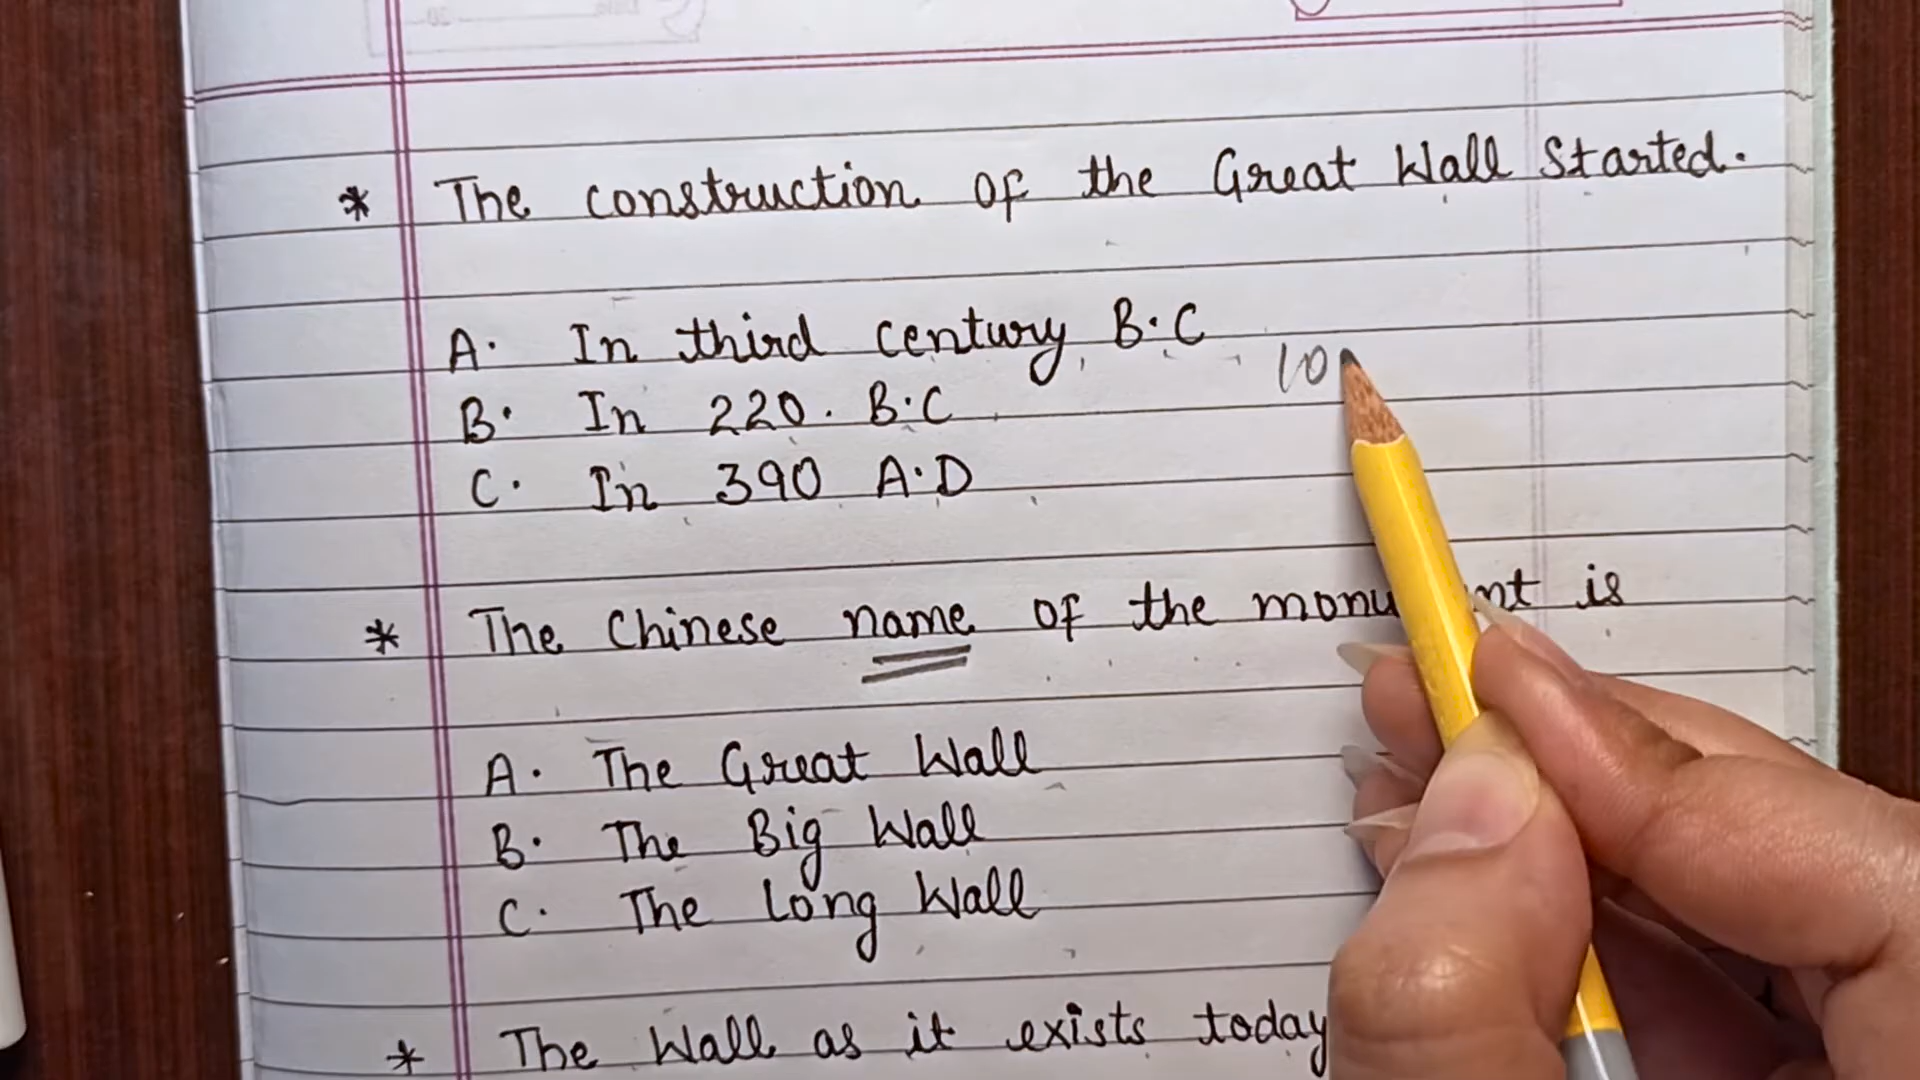 * The construction of the Great Wall Started.
A. In third century B.C
10
B. In 220. B.C
C. In 390 A.D
* The Chinese name of the is
A. The Great Wall
B. The Big Wall
C. The Long Wall
* The Wall as it exists today